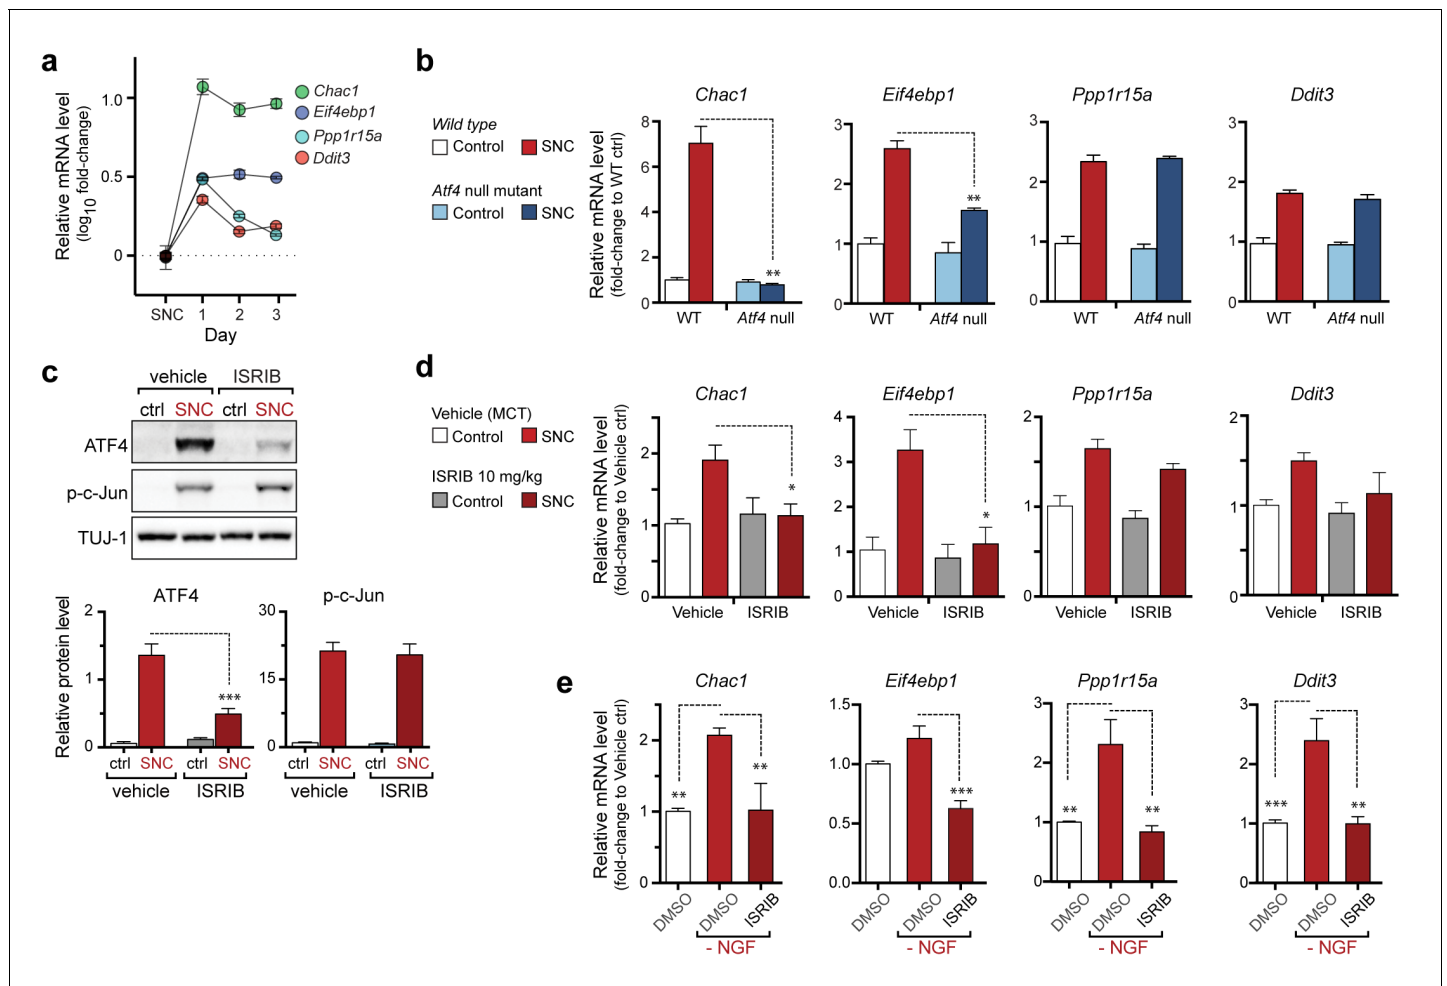 a
Relative mRNA level
(log10 fold-change)
1.0
0.5
0
SNC 1 2 3
Day
Chac1
Eif4ebp1
Ppp1r15a
Ddit3
b
Wild type
Control SNC
Atf4 null mutant
Control SNC
Relative mRNA level
(fold-change to WT ctrl)
Chac1
8
6
4
2
0
**
WT Atf4 null
Eif4ebp1
3
2
1
0
**
WT Atf4 null
Ppp1r15a
3
2
1
0
WT Atf4 null
Ddit3
3
2
1
0
WT Atf4 null
c
vehicle ISRIB
ctrl SNC ctrl SNC
ATF4
p-c-Jun
TUJ-1
Relative protein level
ATF4
2
1
0
***
ctrl SNC ctrl SNC
vehicle ISRIB
p-c-Jun
30
15
0
ctrl SNC ctrl SNC
vehicle ISRIB
d
Vehicle (MCT)
Control SNC
ISRIB 10 mg/kg
Control SNC
Relative mRNA level
(fold-change to Vehicle ctrl)
Chac1
2
1
0
*
Vehicle ISRIB
Eif4ebp1
4
3
2
1
0
*
Vehicle ISRIB
Ppp1r15a
2
1
0
Vehicle ISRIB
Ddit3
2
1
0
Vehicle ISRIB
e
Relative mRNA level
(fold-change to Vehicle ctrl)
Chac1
2
1
0
**
**
DMSO DMSO ISRIB
- NGF
Eif4ebp1
1.5
1.0
0.5
0.0
***
DMSO DMSO ISRIB
- NGF
Ppp1r15a
3
2
1
0
**
**
DMSO DMSO ISRIB
- NGF
Ddit3
3
2
1
0
***
**
DMSO DMSO ISRIB
- NGF